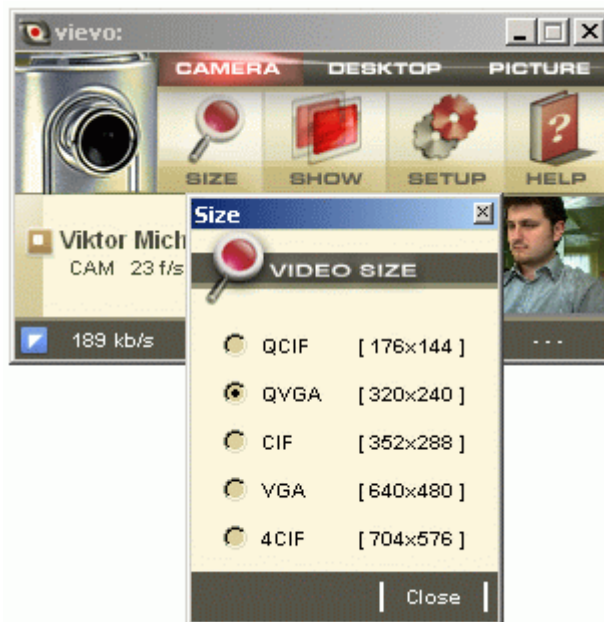 vievo:
CAMERA DESKTOP PICTURE
SIZE SHOW SETUP HELP
Viktor Mich
CAM 23 f/s
189 kb/s
---
Size
VIDEO SIZE
QCIF [ 176x144 ]
QVGA [ 320x240 ]
CIF [ 352x288 ]
VGA [ 640x480 ]
4CIF [ 704x576 ]
Close